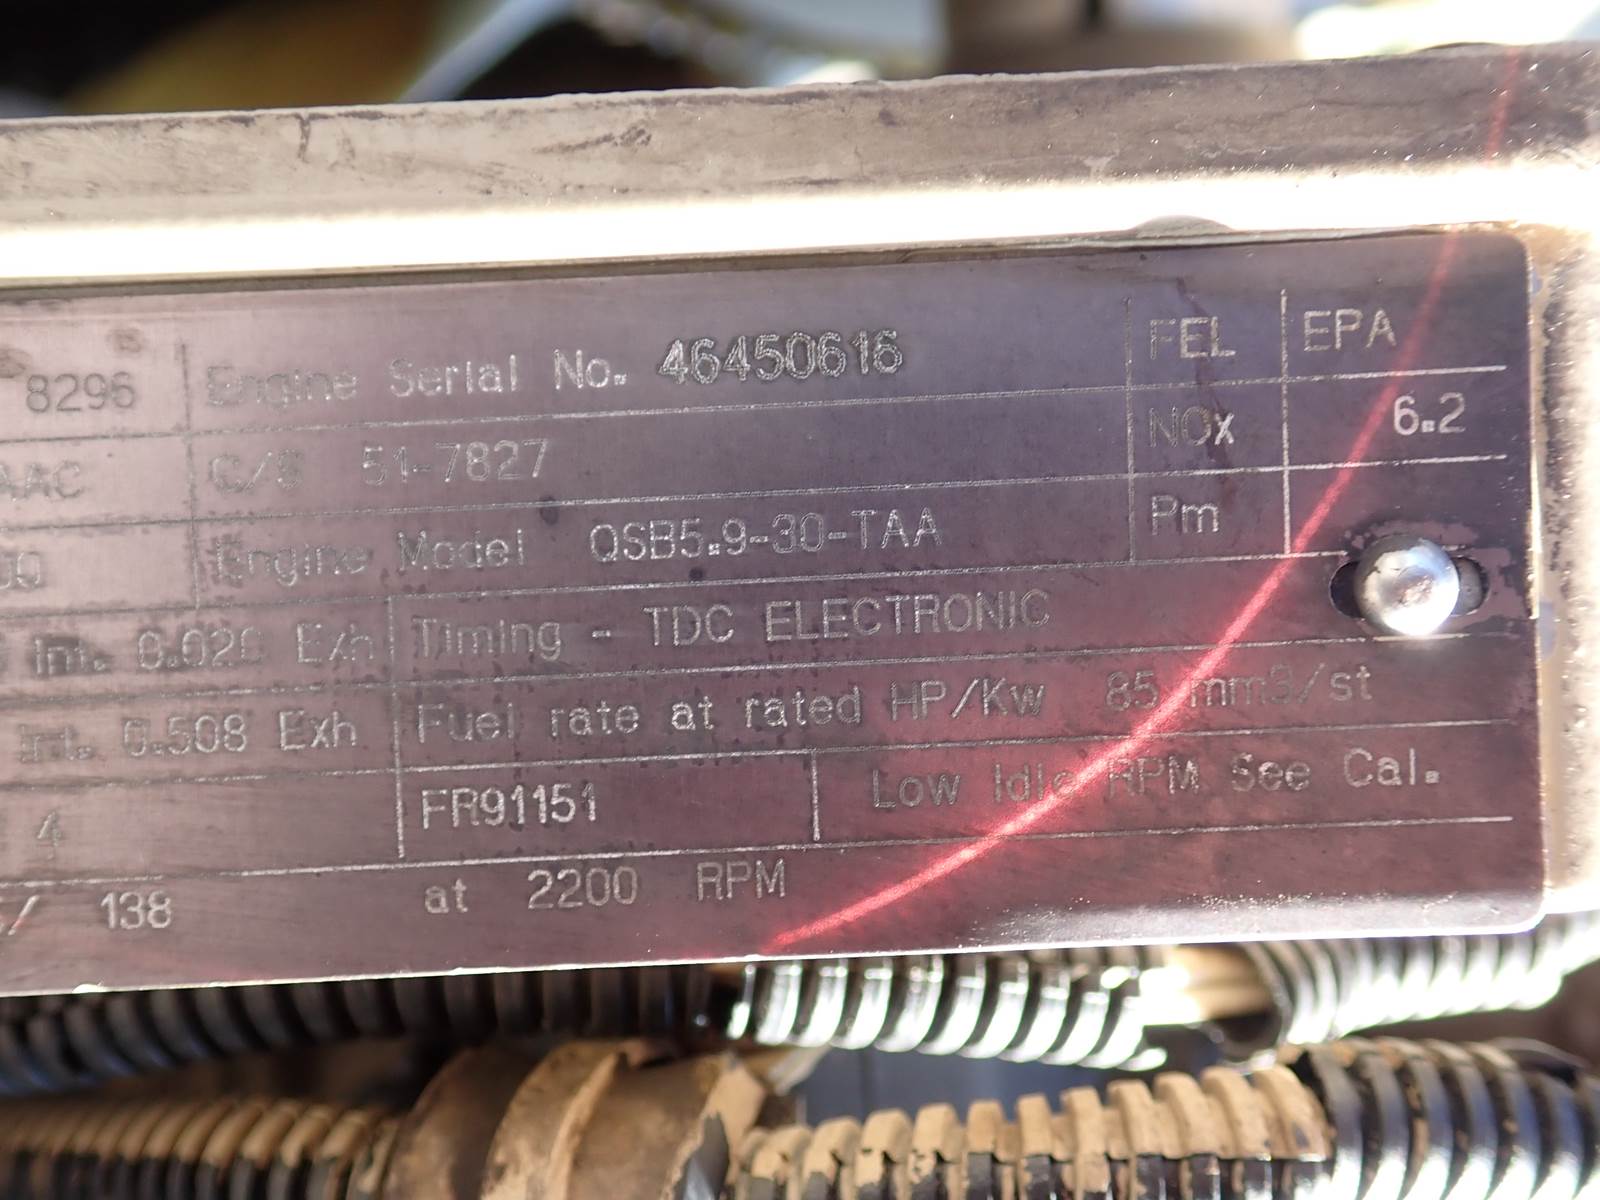 8296 Engine Serial No. 46450616 FEL EPA
AAC C/S 51-7827 NOx 6.2
Engine Model QSB5.9-30-TAA Pm
Int. Exh Timing - TDC ELECTRONIC
Int. 0.508 Exh Fuel rate at rated HP/Kw 85 mm3/st
4 FR91151 Low Idle RPM See Cal.
/ 138 at 2200 RPM